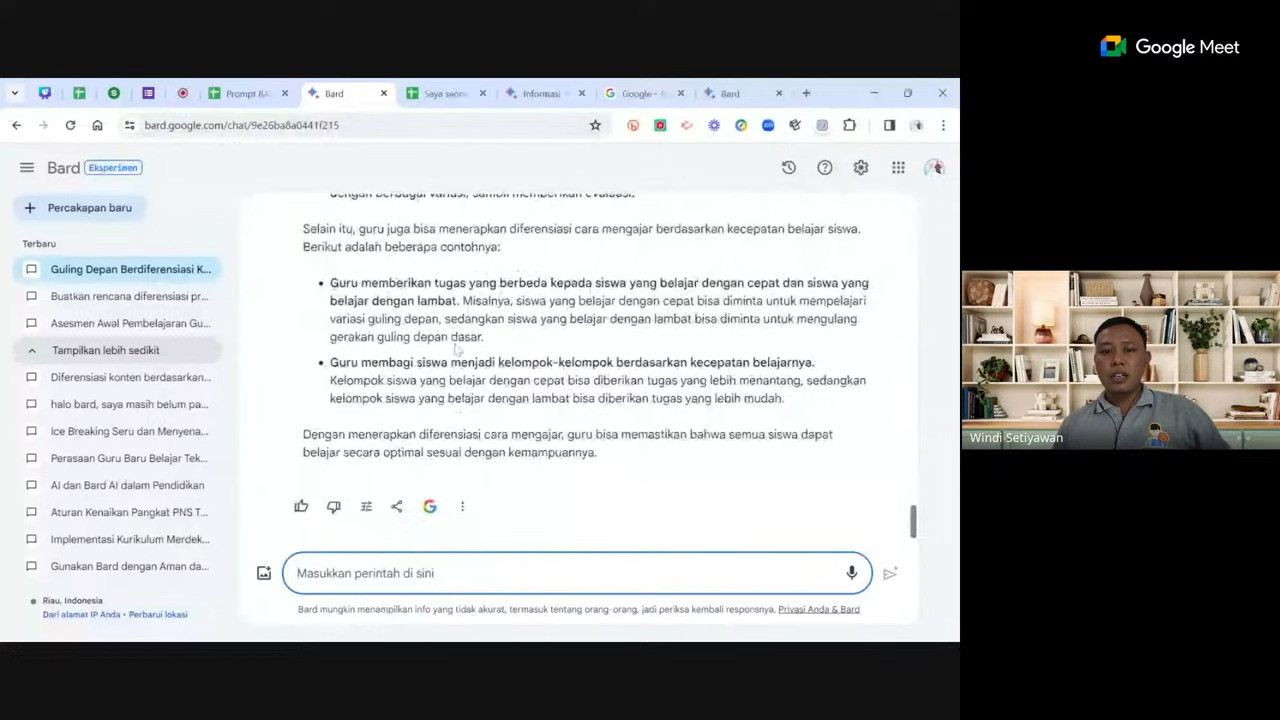 Google Meet
Prompt BA
Bard
Saya seor
Informasi
Google -
Bard
bard.google.com/chat/9e26ba8a0441f215
Bard Eksperimen
Percakapan baru
Terbaru
Guling Depan Berdiferensiasi K...
Buatkan rencana diferensiasi pr...
Asesmen Awal Pembelajaran Gu...
Tampilkan lebih sedikit
Diferensiasi konten berdasarkan...
halo bard, saya masih belum pa...
Ice Breaking Seru dan Menyena...
Perasaan Guru Baru Belajar Tek...
AI dan Bard AI dalam Pendidikan
Aturan Kenaikan Pangkat PNS T...
Implementasi Kurikulum Merdek...
Gunakan Bard dengan Aman da...
Riau, Indonesia
Dari alamat IP Anda • Perbarui lokasi
dengan berbagai variasi, sambil memberikan evaluasi.
Selain itu, guru juga bisa menerapkan diferensiasi cara mengajar berdasarkan kecepatan belajar siswa.
Berikut adalah beberapa contohnya:
• Guru memberikan tugas yang berbeda kepada siswa yang belajar dengan cepat dan siswa yang
belajar dengan lambat. Misalnya, siswa yang belajar dengan cepat bisa diminta untuk mempelajari
variasi guling depan, sedangkan siswa yang belajar dengan lambat bisa diminta untuk mengulang
gerakan guling depan dasar.
• Guru membagi siswa menjadi kelompok-kelompok berdasarkan kecepatan belajarnya.
Kelompok siswa yang belajar dengan cepat bisa diberikan tugas yang lebih menantang, sedangkan
kelompok siswa yang belajar dengan lambat bisa diberikan tugas yang lebih mudah.
Dengan menerapkan diferensiasi cara mengajar, guru bisa memastikan bahwa semua siswa dapat
belajar secara optimal sesuai dengan kemampuannya.
Masukkan perintah di sini
Bard mungkin menampilkan info yang tidak akurat, termasuk tentang orang-orang, jadi periksa kembali responsnya. Privasi Anda & Bard
Windi Setiyawan